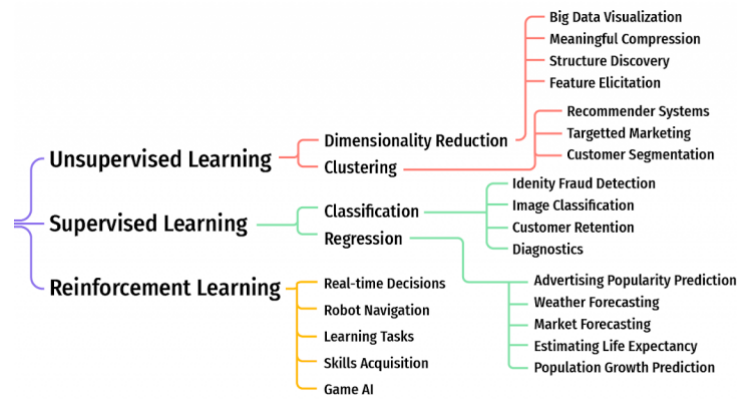 Unsupervised Learning
Dimensionality Reduction
Big Data Visualization
Meaningful Compression
Structure Discovery
Feature Elicitation
Clustering
Recommender Systems
Targetted Marketing
Customer Segmentation
Supervised Learning
Classification
Idenity Fraud Detection
Image Classification
Customer Retention
Diagnostics
Regression
Advertising Popularity Prediction
Weather Forecasting
Market Forecasting
Estimating Life Expectancy
Population Growth Prediction
Reinforcement Learning
Real-time Decisions
Robot Navigation
Learning Tasks
Skills Acquisition
Game AI